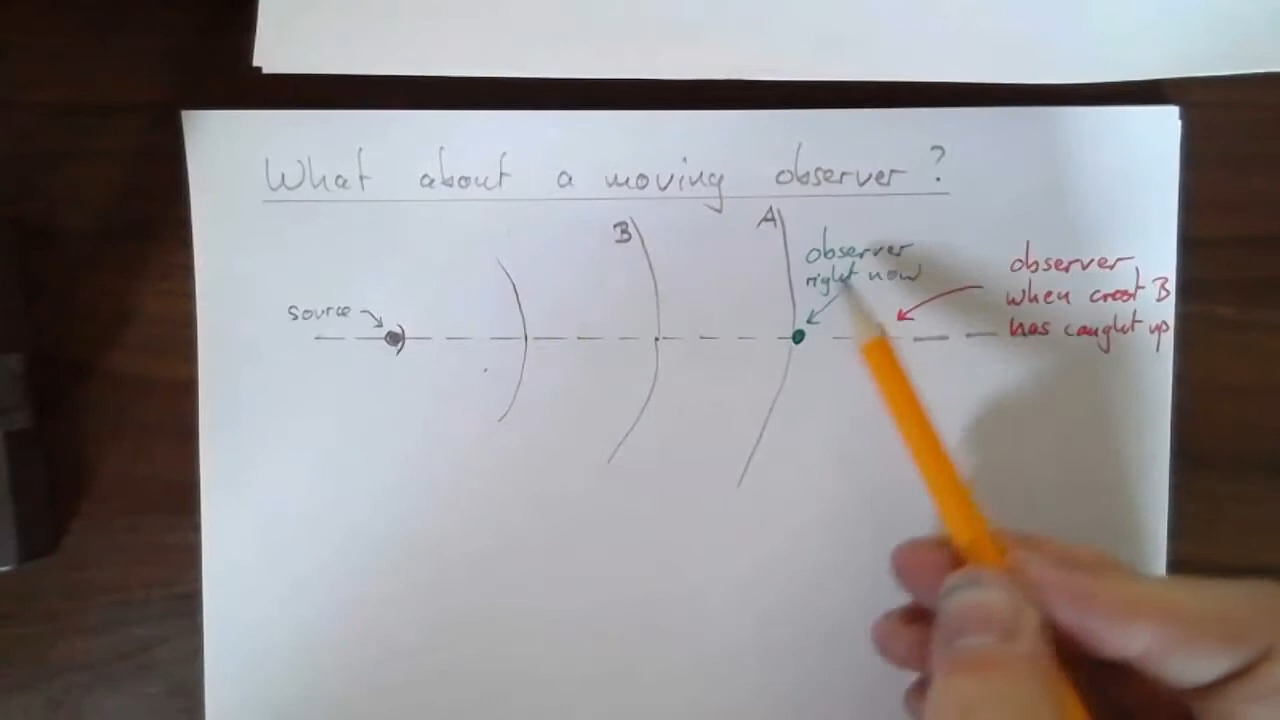 What about a moving observer?
B
A
observer
right now
source
observer
when crest B
has caught up